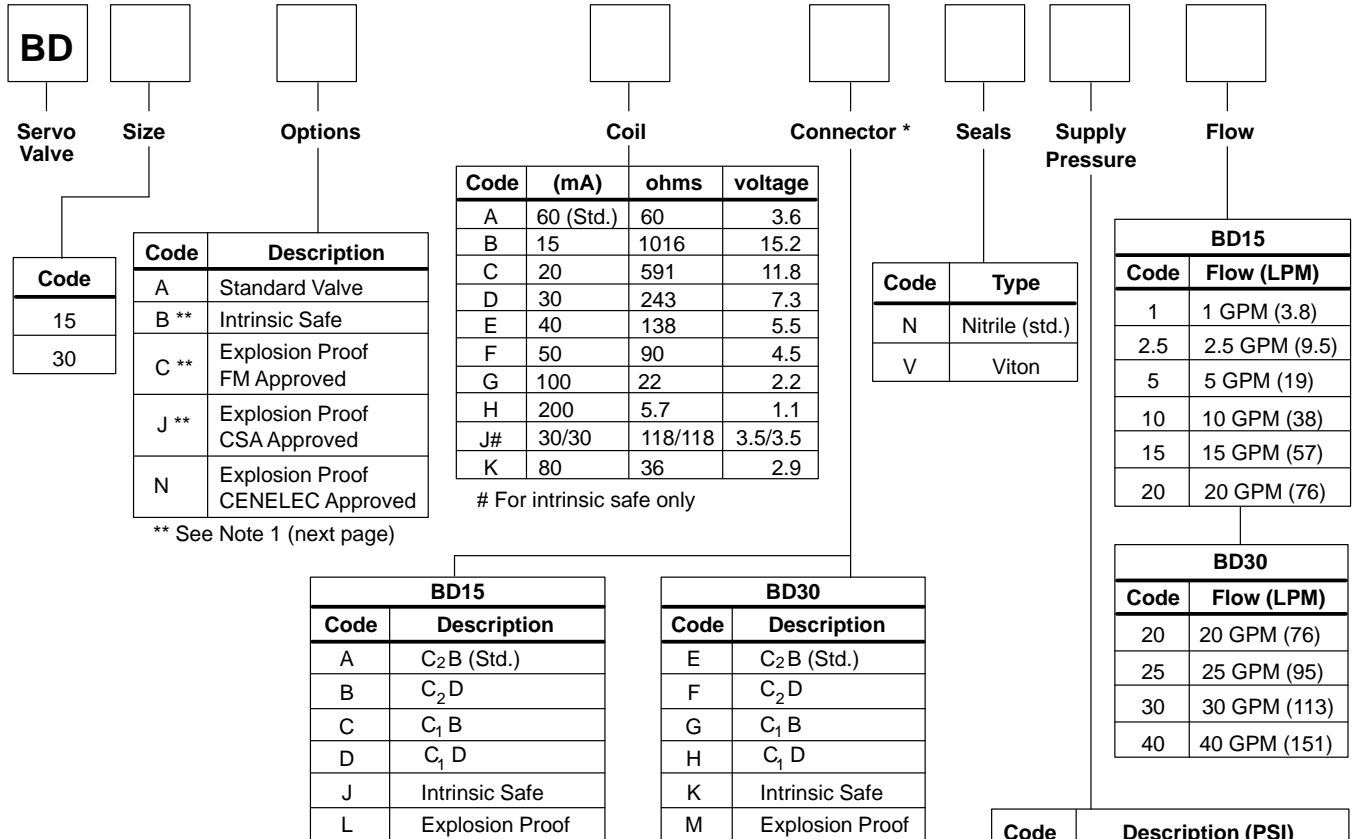 BD
Servo Valve
Size
Options
Coil
Connector *
Seals
Supply Pressure
Flow
Code
15
30
Code Description
A Standard Valve
B ** Intrinsic Safe
C ** Explosion Proof
FM Approved
J ** Explosion Proof
CSA Approved
N Explosion Proof
CENELEC Approved
** See Note 1 (next page)
Code (mA) ohms voltage
A 60 (Std.) 60 3.6
B 15 1016 15.2
C 20 591 11.8
D 30 243 7.3
E 40 138 5.5
F 50 90 4.5
G 100 22 2.2
H 200 5.7 1.1
J# 30/30 118/118 3.5/3.5
K 80 36 2.9
# For intrinsic safe only
BD15
Code Description
A C₂B (Std.)
B C₂D
C C₁B
D C₁D
J Intrinsic Safe
L Explosion Proof
BD30
Code Description
E C₂B (Std.)
F C₂D
G C₁B
H C₁D
K Intrinsic Safe
M Explosion Proof
Code Type
N Nitrile (std.)
V Viton
BD15
Code Flow (LPM)
1 1 GPM (3.8)
2.5 2.5 GPM (9.5)
5 5 GPM (19)
10 10 GPM (38)
15 15 GPM (57)
20 20 GPM (76)
BD30
Code Flow (LPM)
20 20 GPM (76)
25 25 GPM (95)
30 30 GPM (113)
40 40 GPM (151)
Code Description (PSI)